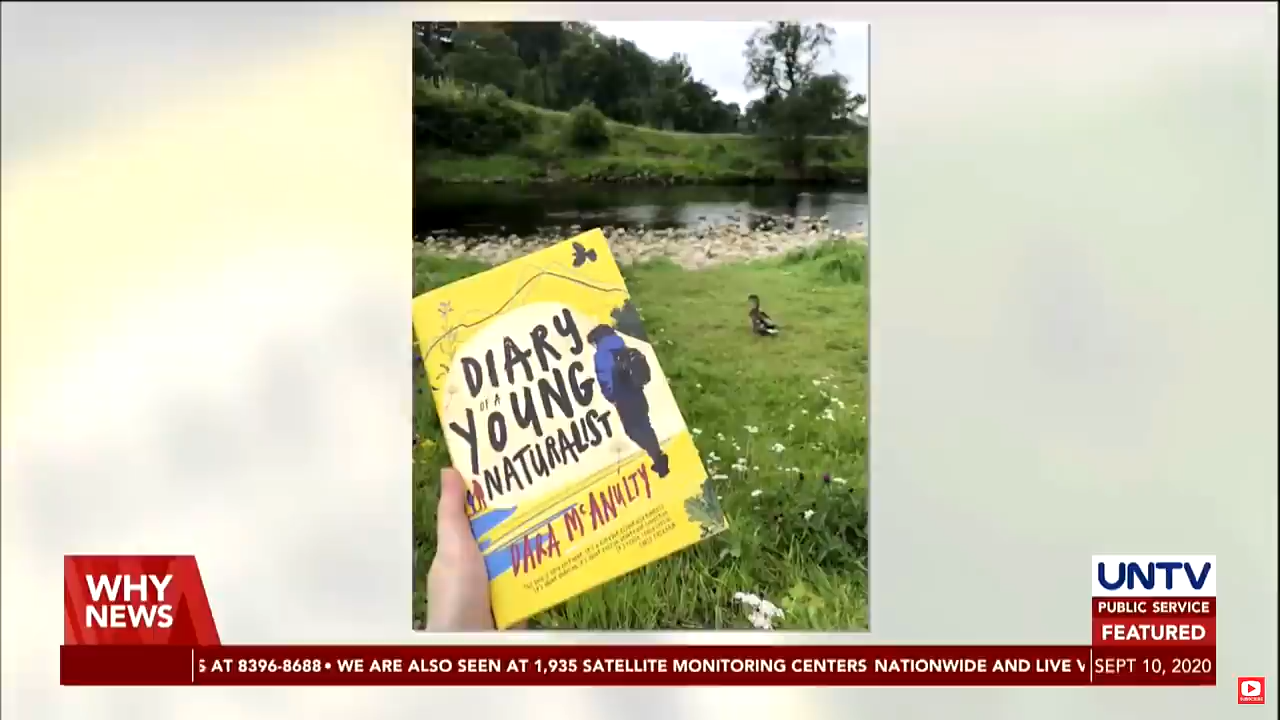 DIARY
OF A
YOUNG
NATURALIST
DARA McANULTY
WHY
NEWS
UNTV
PUBLIC SERVICE
FEATURED
S AT 8396-8688 • WE ARE ALSO SEEN AT 1,935 SATELLITE MONITORING CENTERS NATIONWIDE AND LIVE V
SEPT 10, 2020
SUBSCRIBE